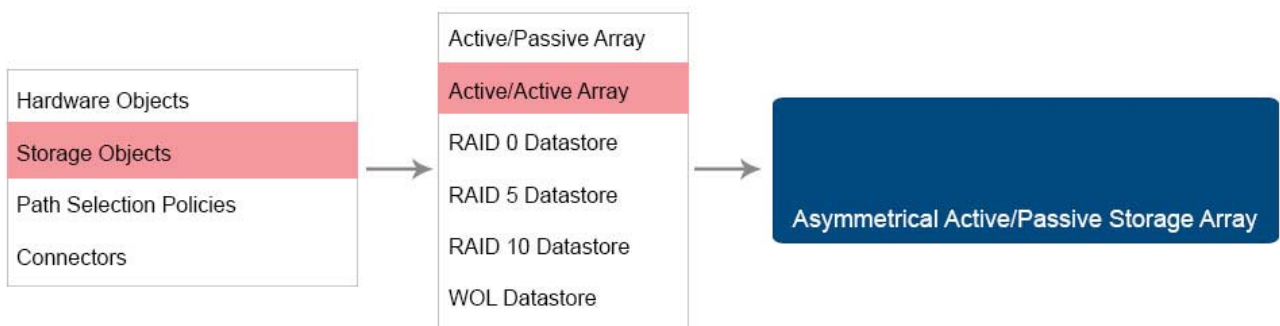 Hardware Objects
Storage Objects
Path Selection Policies
Connectors
Active/Passive Array
Active/Active Array
RAID 0 Datastore
RAID 5 Datastore
RAID 10 Datastore
WOL Datastore
Asymmetrical Active/Passive Storage Array